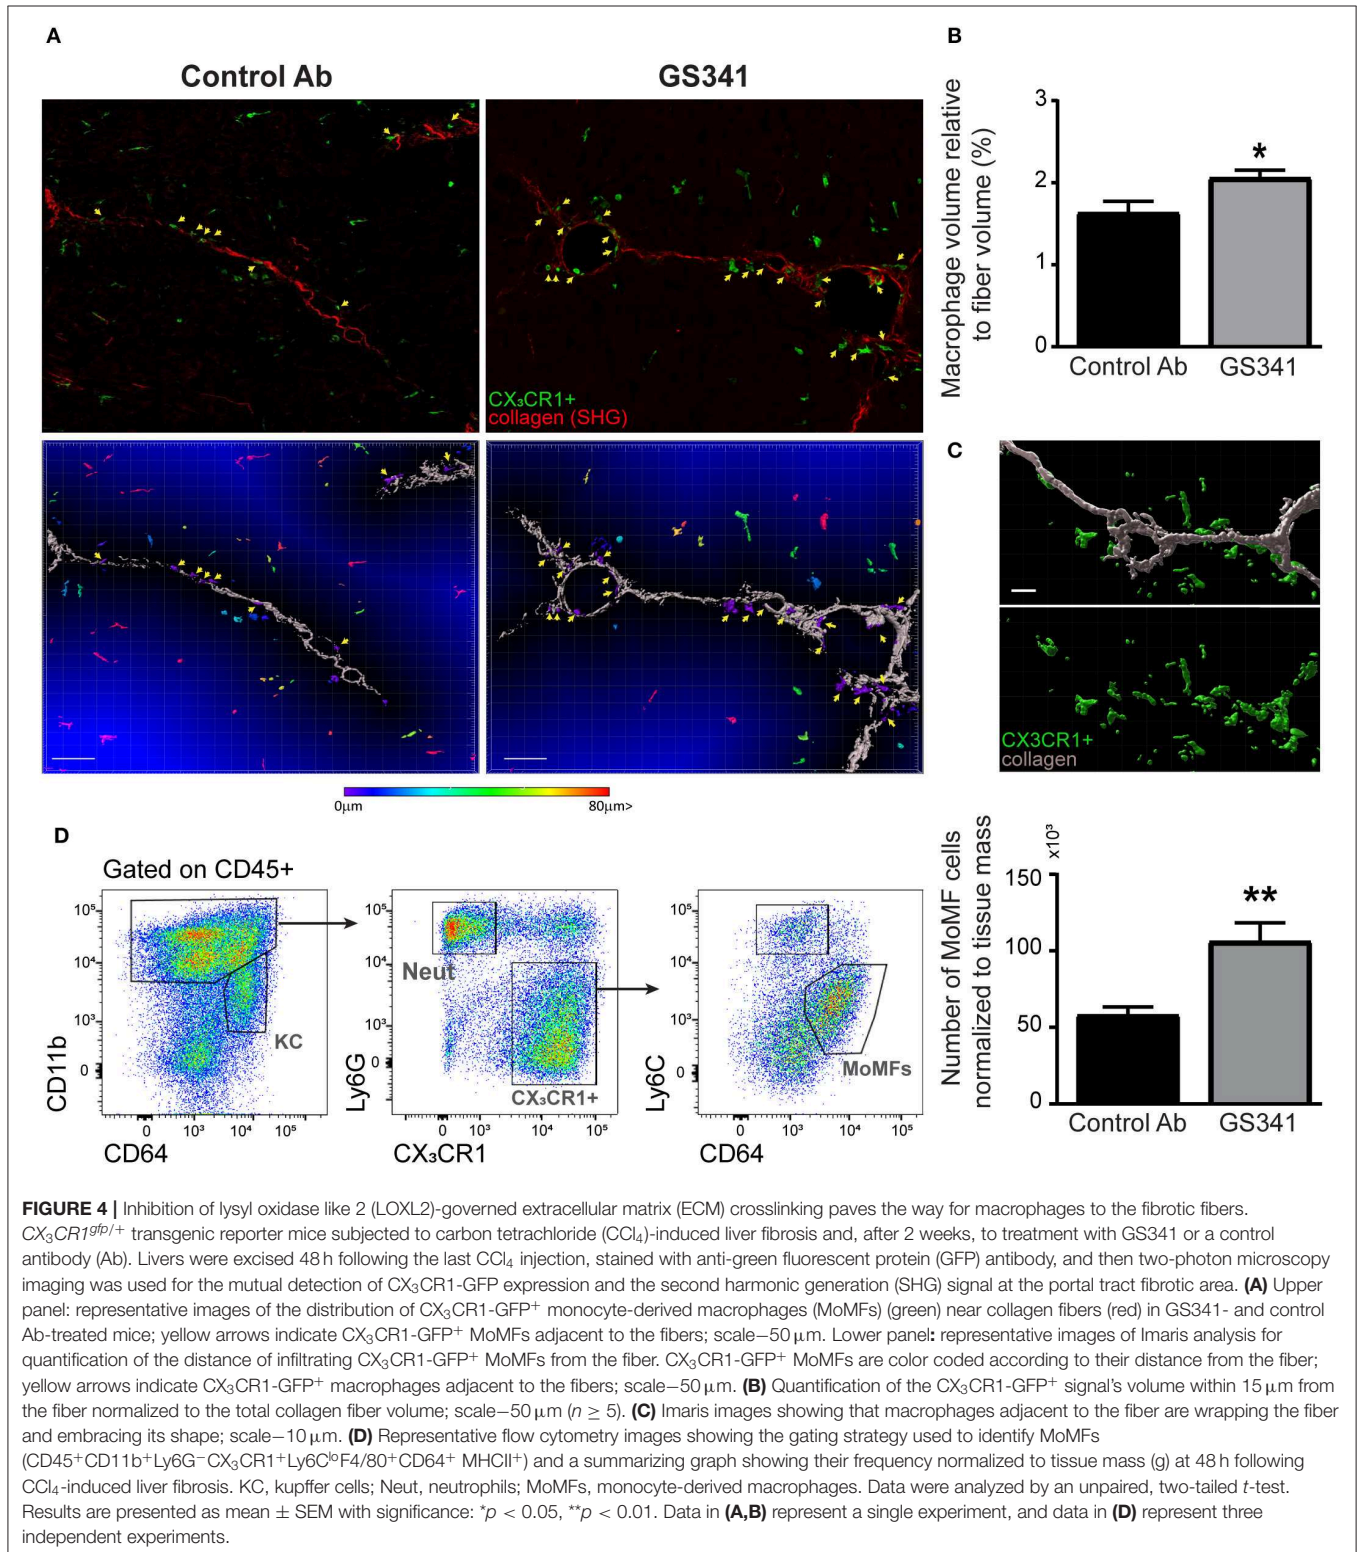 A
Control Ab
GS341
CX₃CR1+
collagen (SHG)
0μm
80μm>
B
Macrophage volume relative
to fiber volume (%)
3
2
1
0
*
Control Ab
GS341
C
CX3CR1+
collagen
D
Gated on CD45+
CD11b
10⁵
10⁴
10³
0
KC
0 10³ 10⁴ 10⁵
CD64
Ly6G
10⁵
10⁴
10³
0
Neut
CX₃CR1+
0 10³ 10⁴ 10⁵
CX₃CR1
Ly6C
10⁵
10⁴
10³
0
MoMFs
0 10³ 10⁴ 10⁵
CD64
Number of MoMF cells
normalized to tissue mass
x10³
150
100
50
0
**
Control Ab
GS341
FIGURE 4 | Inhibition of lysyl oxidase like 2 (LOXL2)-governed extracellular matrix (ECM) crosslinking paves the way for macrophages to the fibrotic fibers.
CX₃CR1ᵍᶠᵖ/⁺ transgenic reporter mice subjected to carbon tetrachloride (CCl₄)-induced liver fibrosis and, after 2 weeks, to treatment with GS341 or a control
antibody (Ab). Livers were excised 48 h following the last CCl₄ injection, stained with anti-green fluorescent protein (GFP) antibody, and then two-photon microscopy
imaging was used for the mutual detection of CX₃CR1-GFP expression and the second harmonic generation (SHG) signal at the portal tract fibrotic area. (A) Upper
panel: representative images of the distribution of CX₃CR1-GFP⁺ monocyte-derived macrophages (MoMFs) (green) near collagen fibers (red) in GS341- and control
Ab-treated mice; yellow arrows indicate CX₃CR1-GFP⁺ MoMFs adjacent to the fibers; scale−50 μm. Lower panel: representative images of Imaris analysis for
quantification of the distance of infiltrating CX₃CR1-GFP⁺ MoMFs from the fiber. CX₃CR1-GFP⁺ MoMFs are color coded according to their distance from the fiber;
yellow arrows indicate CX₃CR1-GFP⁺ macrophages adjacent to the fibers; scale−50 μm. (B) Quantification of the CX₃CR1-GFP⁺ signal's volume within 15 μm from
the fiber normalized to the total collagen fiber volume; scale−50 μm (n ≥ 5). (C) Imaris images showing that macrophages adjacent to the fiber are wrapping the fiber
and embracing its shape; scale−10 μm. (D) Representative flow cytometry images showing the gating strategy used to identify MoMFs
(CD45⁺CD11b⁺Ly6G⁻CX₃CR1⁺Ly6CˡᵒF4/80⁺CD64⁺ MHCII⁺) and a summarizing graph showing their frequency normalized to tissue mass (g) at 48 h following
CCl₄-induced liver fibrosis. KC, kupffer cells; Neut, neutrophils; MoMFs, monocyte-derived macrophages. Data were analyzed by an unpaired, two-tailed t-test.
Results are presented as mean ± SEM with significance: *p < 0.05, **p < 0.01. Data in (A,B) represent a single experiment, and data in (D) represent three
independent experiments.